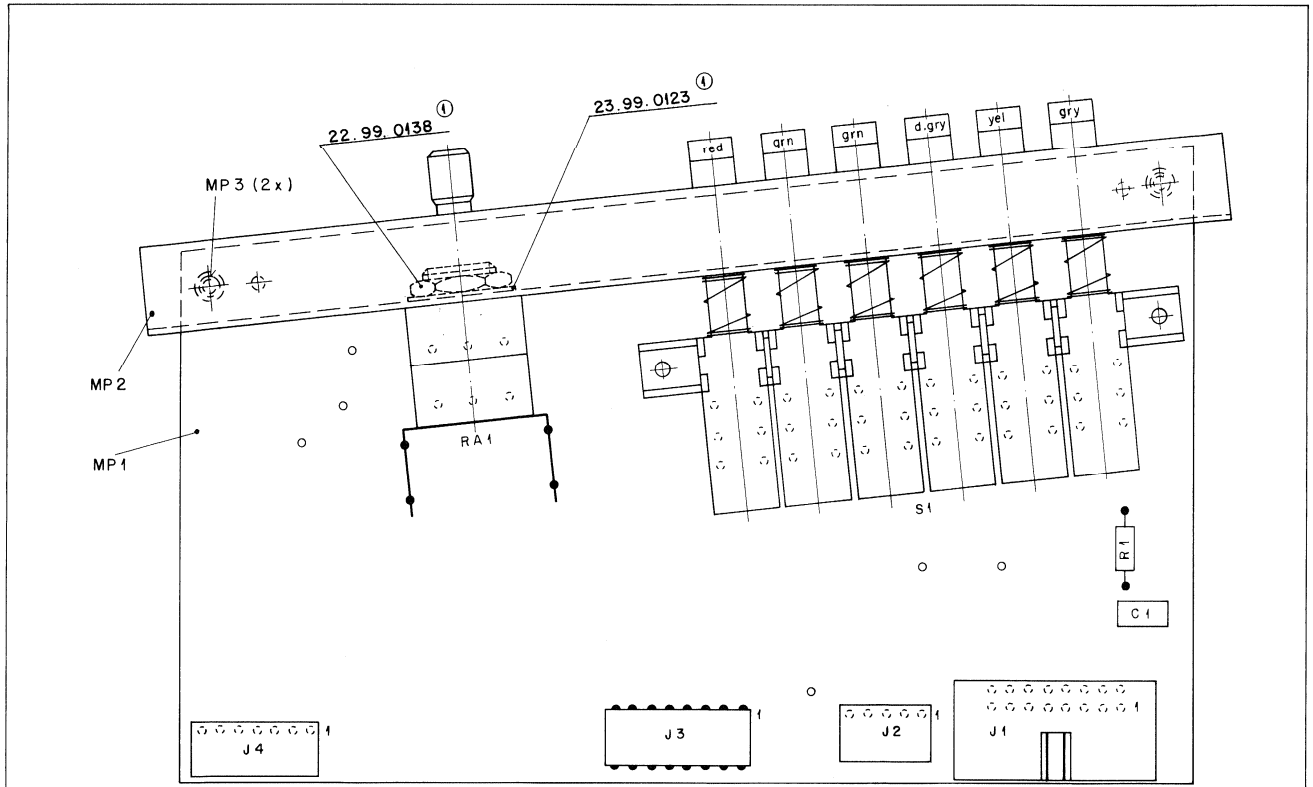 22.99.0138 ①
23.99.0123 ①
red
qrn
grn
d.gry
yel
gry
MP3 (2x)
MP2
MP1
RA1
S1
R1
C1
J4
1
J3
1
J2
1
J1
1